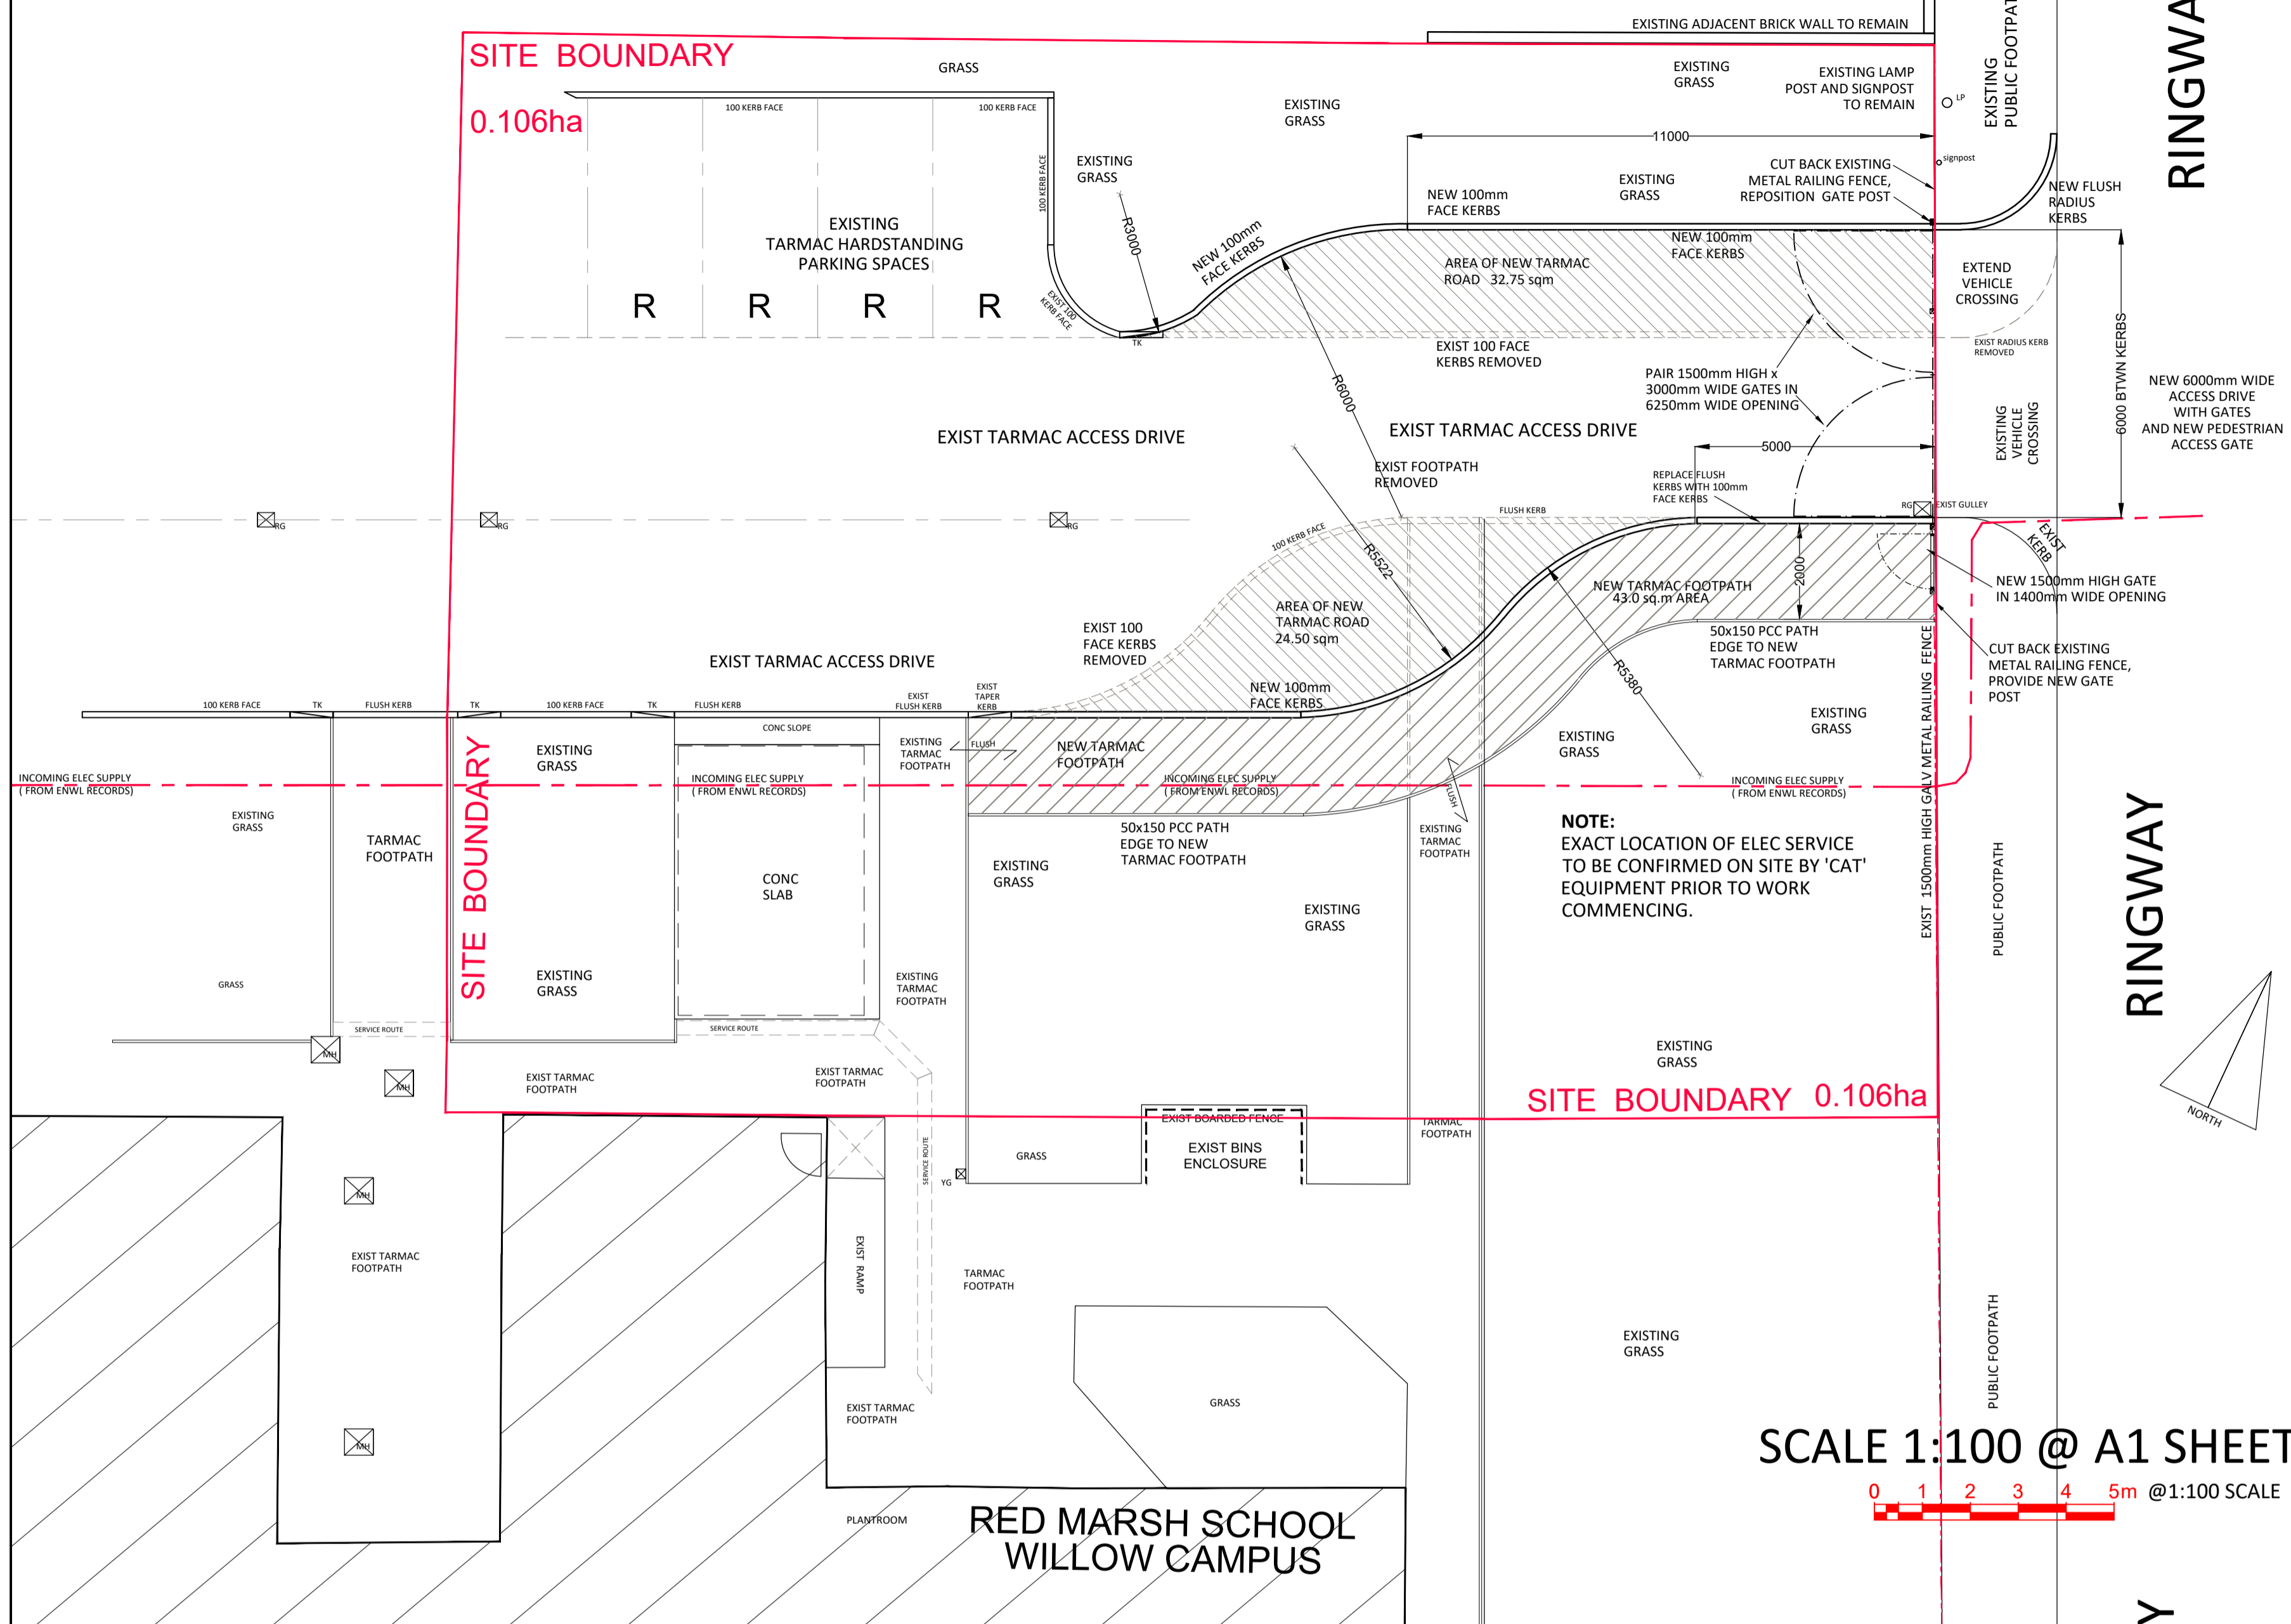 EXISTING ADJACENT BRICK WALL TO REMAIN
SITE BOUNDARY
0.106ha
GRASS
EXISTING
GRASS
EXISTING
GRASS
EXISTING LAMP
POST AND SIGNPOST
TO REMAIN
LP
EXISTING
PUBLIC FOOTPAT
RINGWA
100 KERB FACE
100 KERB FACE
100 KERB FACE
11000
EXISTING
GRASS
CUT BACK EXISTING
METAL RAILING FENCE,
REPOSITION GATE POST
signpost
EXISTING
GRASS
NEW 100mm
FACE KERBS
NEW FLUSH
RADIUS
KERBS
EXISTING
TARMAC HARDSTANDING
PARKING SPACES
R3000
NEW 100mm
FACE KERBS
NEW 100mm
FACE KERBS
AREA OF NEW TARMAC
ROAD 32.75 sqm
EXTEND
VEHICLE
CROSSING
R
R
R
R
EXIST 100
KERB FACE
TK
EXIST 100 FACE
KERBS REMOVED
EXIST RADIUS KERB
REMOVED
R6000
PAIR 1500mm HIGH x
3000mm WIDE GATES IN
6250mm WIDE OPENING
6000 BTWN KERBS
NEW 6000mm WIDE
ACCESS DRIVE
WITH GATES
AND NEW PEDESTRIAN
ACCESS GATE
EXIST TARMAC ACCESS DRIVE
EXIST TARMAC ACCESS DRIVE
EXISTING
VEHICLE
CROSSING
5000
EXIST FOOTPATH
REMOVED
REPLACE FLUSH
KERBS WITH 100mm
FACE KERBS
RG
RG
RG
FLUSH KERB
RG
EXIST GULLEY
100 KERB FACE
EXIST
KERB
R5522
2000
NEW TARMAC FOOTPATH
43.0 sq.m AREA
NEW 1500mm HIGH GATE
IN 1400mm WIDE OPENING
AREA OF NEW
TARMAC ROAD
24.50 sqm
EXIST 100
FACE KERBS
REMOVED
50x150 PCC PATH
EDGE TO NEW
TARMAC FOOTPATH
CUT BACK EXISTING
METAL RAILING FENCE,
PROVIDE NEW GATE
POST
EXIST TARMAC ACCESS DRIVE
R5380
EXIST 1500mm HIGH GALV METAL RAILING FENCE
NEW 100mm
FACE KERBS
100 KERB FACE
TK
FLUSH KERB
TK
100 KERB FACE
TK
FLUSH KERB
EXIST
FLUSH KERB
EXIST
TAPER
KERB
CONC SLOPE
EXISTING
GRASS
EXISTING
GRASS
EXISTING
GRASS
EXISTING
TARMAC
FOOTPATH
FLUSH
NEW TARMAC
FOOTPATH
INCOMING ELEC SUPPLY
( FROM ENWL RECORDS)
INCOMING ELEC SUPPLY
( FROM ENWL RECORDS)
INCOMING ELEC SUPPLY
( FROM ENWL RECORDS)
INCOMING ELEC SUPPLY
( FROM ENWL RECORDS)
FLUSH
SITE BOUNDARY
EXISTING
GRASS
TARMAC
FOOTPATH
50x150 PCC PATH
EDGE TO NEW
TARMAC FOOTPATH
EXISTING
TARMAC
FOOTPATH
NOTE:
EXACT LOCATION OF ELEC SERVICE
TO BE CONFIRMED ON SITE BY 'CAT'
EQUIPMENT PRIOR TO WORK
COMMENCING.
RINGWAY
PUBLIC FOOTPATH
CONC
SLAB
EXISTING
GRASS
EXISTING
GRASS
GRASS
EXISTING
GRASS
EXISTING
TARMAC
FOOTPATH
SERVICE ROUTE
SERVICE ROUTE
MH
MH
EXIST TARMAC
FOOTPATH
EXIST TARMAC
FOOTPATH
EXISTING
GRASS
SITE BOUNDARY 0.106ha
NORTH
EXIST BOARDED FENCE
EXIST BINS
ENCLOSURE
TARMAC
FOOTPATH
GRASS
SERVICE ROUTE
YG
MH
EXIST TARMAC
FOOTPATH
EXIST RAMP
TARMAC
FOOTPATH
EXISTING
GRASS
PUBLIC FOOTPATH
GRASS
EXIST TARMAC
FOOTPATH
MH
SCALE 1:100 @ A1 SHEET
0 1 2 3 4 5m @1:100 SCALE
PLANTROOM
RED MARSH SCHOOL
WILLOW CAMPUS
Y